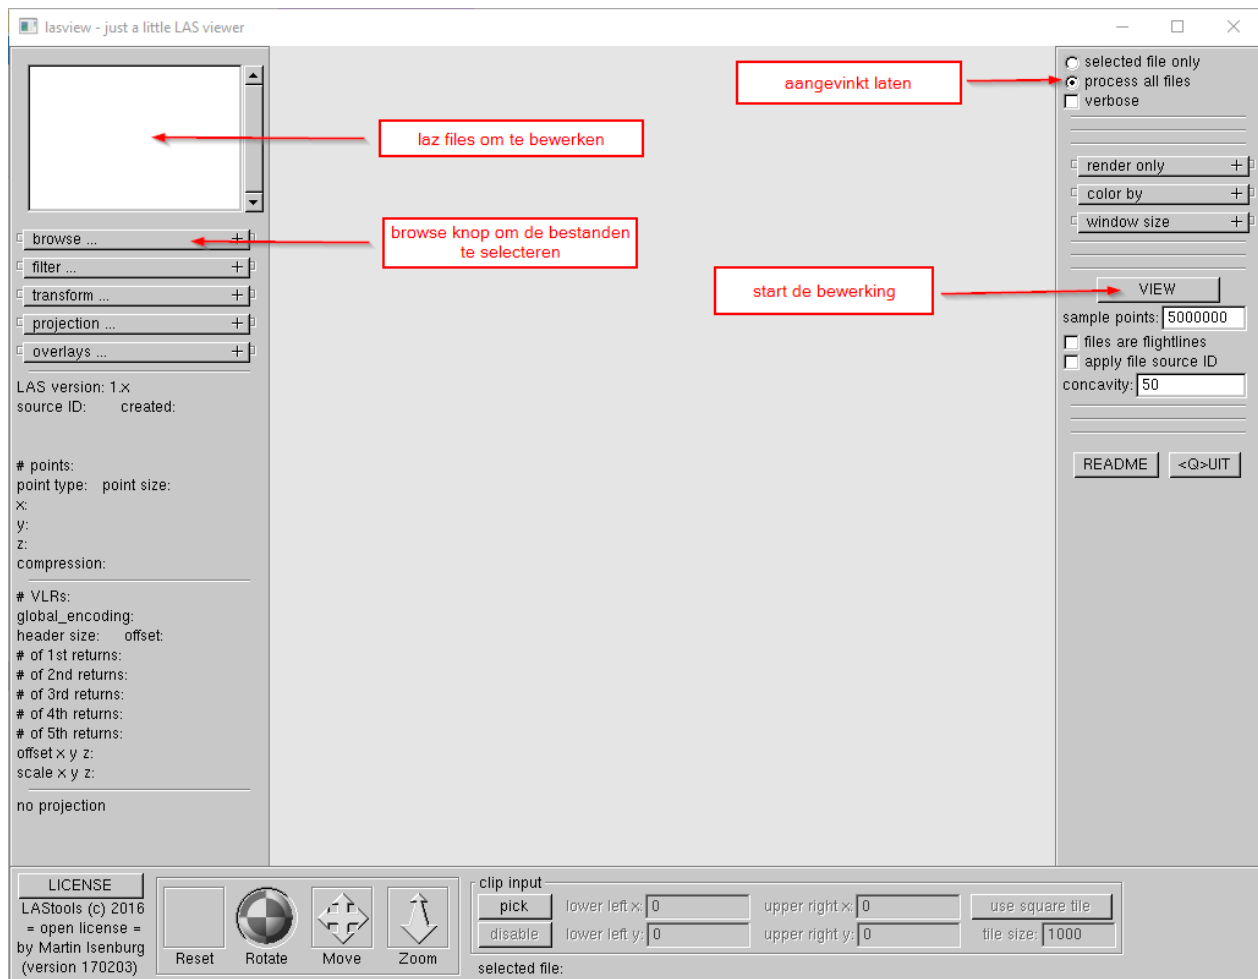 lasview - just a little LAS viewer
laz files om te bewerken
browse knop om de bestanden
te selecteren
browse ...
filter ...
transform ...
projection ...
overlays ...
LAS version: 1.x
source ID: created:
# points:
point type: point size:
x:
y:
z:
compression:
# VLRs:
global_encoding:
header size: offset:
# of 1st returns:
# of 2nd returns:
# of 3rd returns:
# of 4th returns:
# of 5th returns:
offset x y z:
scale x y z:
no projection
aangevinkt laten
selected file only
process all files
verbose
render only
color by
window size
start de bewerking
VIEW
sample points: 5000000
files are flightlines
apply file source ID
concavity: 50
README <Q>UIT
LICENSE
LAStools (c) 2016
= open license =
by Martin Isenburg
(version 170203)
Reset Rotate Move Zoom
clip input
pick lower left x: 0 upper right x: 0 use square tile
disable lower left y: 0 upper right y: 0 tile size: 1000
selected file: